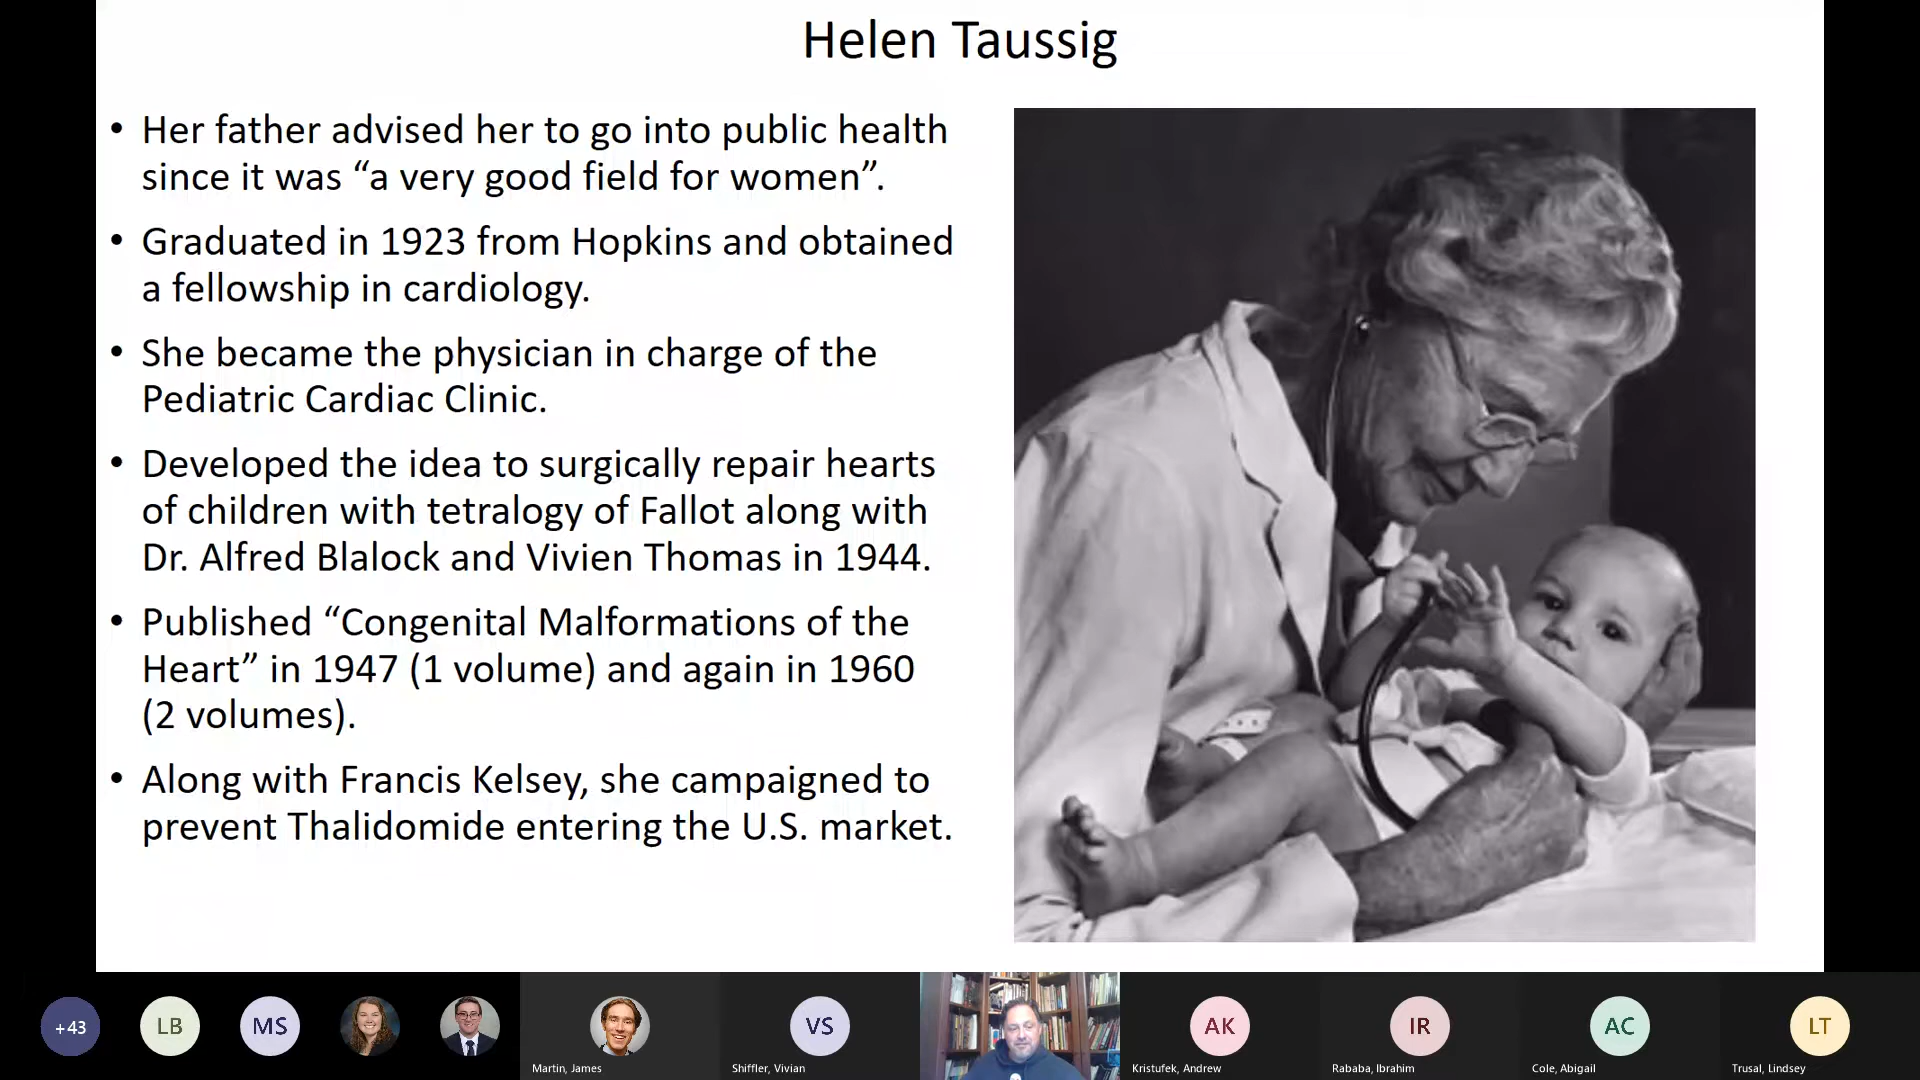 Helen Taussig
• Her father advised her to go into public health
since it was “a very good field for women”.
• Graduated in 1923 from Hopkins and obtained
a fellowship in cardiology.
• She became the physician in charge of the
Pediatric Cardiac Clinic.
• Developed the idea to surgically repair hearts
of children with tetralogy of Fallot along with
Dr. Alfred Blalock and Vivien Thomas in 1944.
• Published “Congenital Malformations of the
Heart” in 1947 (1 volume) and again in 1960
(2 volumes).
• Along with Francis Kelsey, she campaigned to
prevent Thalidomide entering the U.S. market.
+43
LB
MS
Martin, James
VS
Shiffler, Vivian
AK
Kristufek, Andrew
IR
Rababa, Ibrahim
AC
Cole, Abigail
LT
Trusal, Lindsey